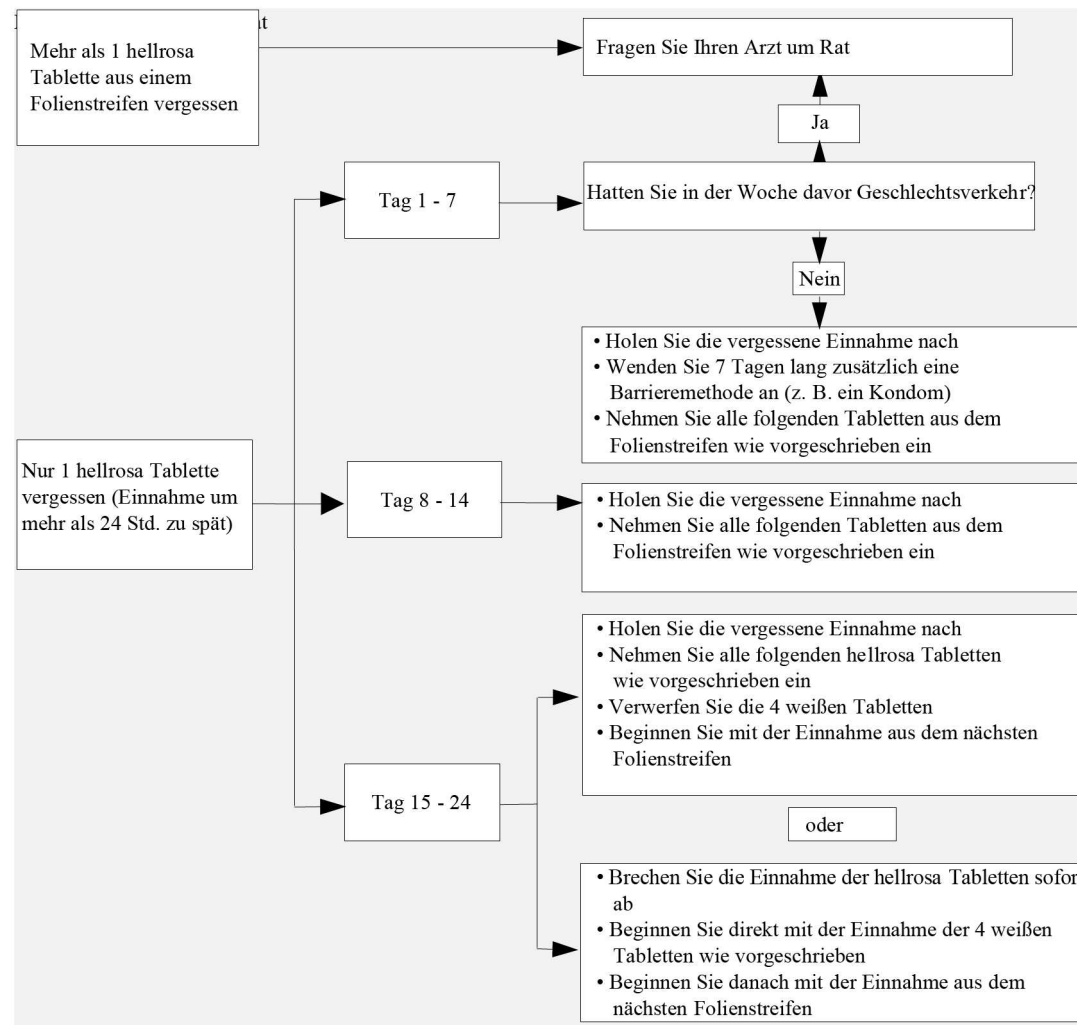 Mehr als 1 hellrosa
Tablette aus einem
Folienstreifen vergessen
Fragen Sie Ihren Arzt um Rat
Ja
Tag 1 - 7
Hatten Sie in der Woche davor Geschlechtsverkehr?
Nein
• Holen Sie die vergessene Einnahme nach
• Wenden Sie 7 Tagen lang zusätzlich eine
Barrieremethode an (z. B. ein Kondom)
• Nehmen Sie alle folgenden Tabletten aus dem
Folienstreifen wie vorgeschrieben ein
Nur 1 hellrosa Tablette
vergessen (Einnahme um
mehr als 24 Std. zu spät)
Tag 8 - 14
• Holen Sie die vergessene Einnahme nach
• Nehmen Sie alle folgenden Tabletten aus dem
Folienstreifen wie vorgeschrieben ein
Tag 15 - 24
• Holen Sie die vergessene Einnahme nach
• Nehmen Sie alle folgenden hellrosa Tabletten
wie vorgeschrieben ein
• Verwerfen Sie die 4 weißen Tabletten
• Beginnen Sie mit der Einnahme aus dem nächsten
Folienstreifen
oder
• Brechen Sie die Einnahme der hellrosa Tabletten sofor
ab
• Beginnen Sie direkt mit der Einnahme der 4 weißen
Tabletten wie vorgeschrieben
• Beginnen Sie danach mit der Einnahme aus dem
nächsten Folienstreifen